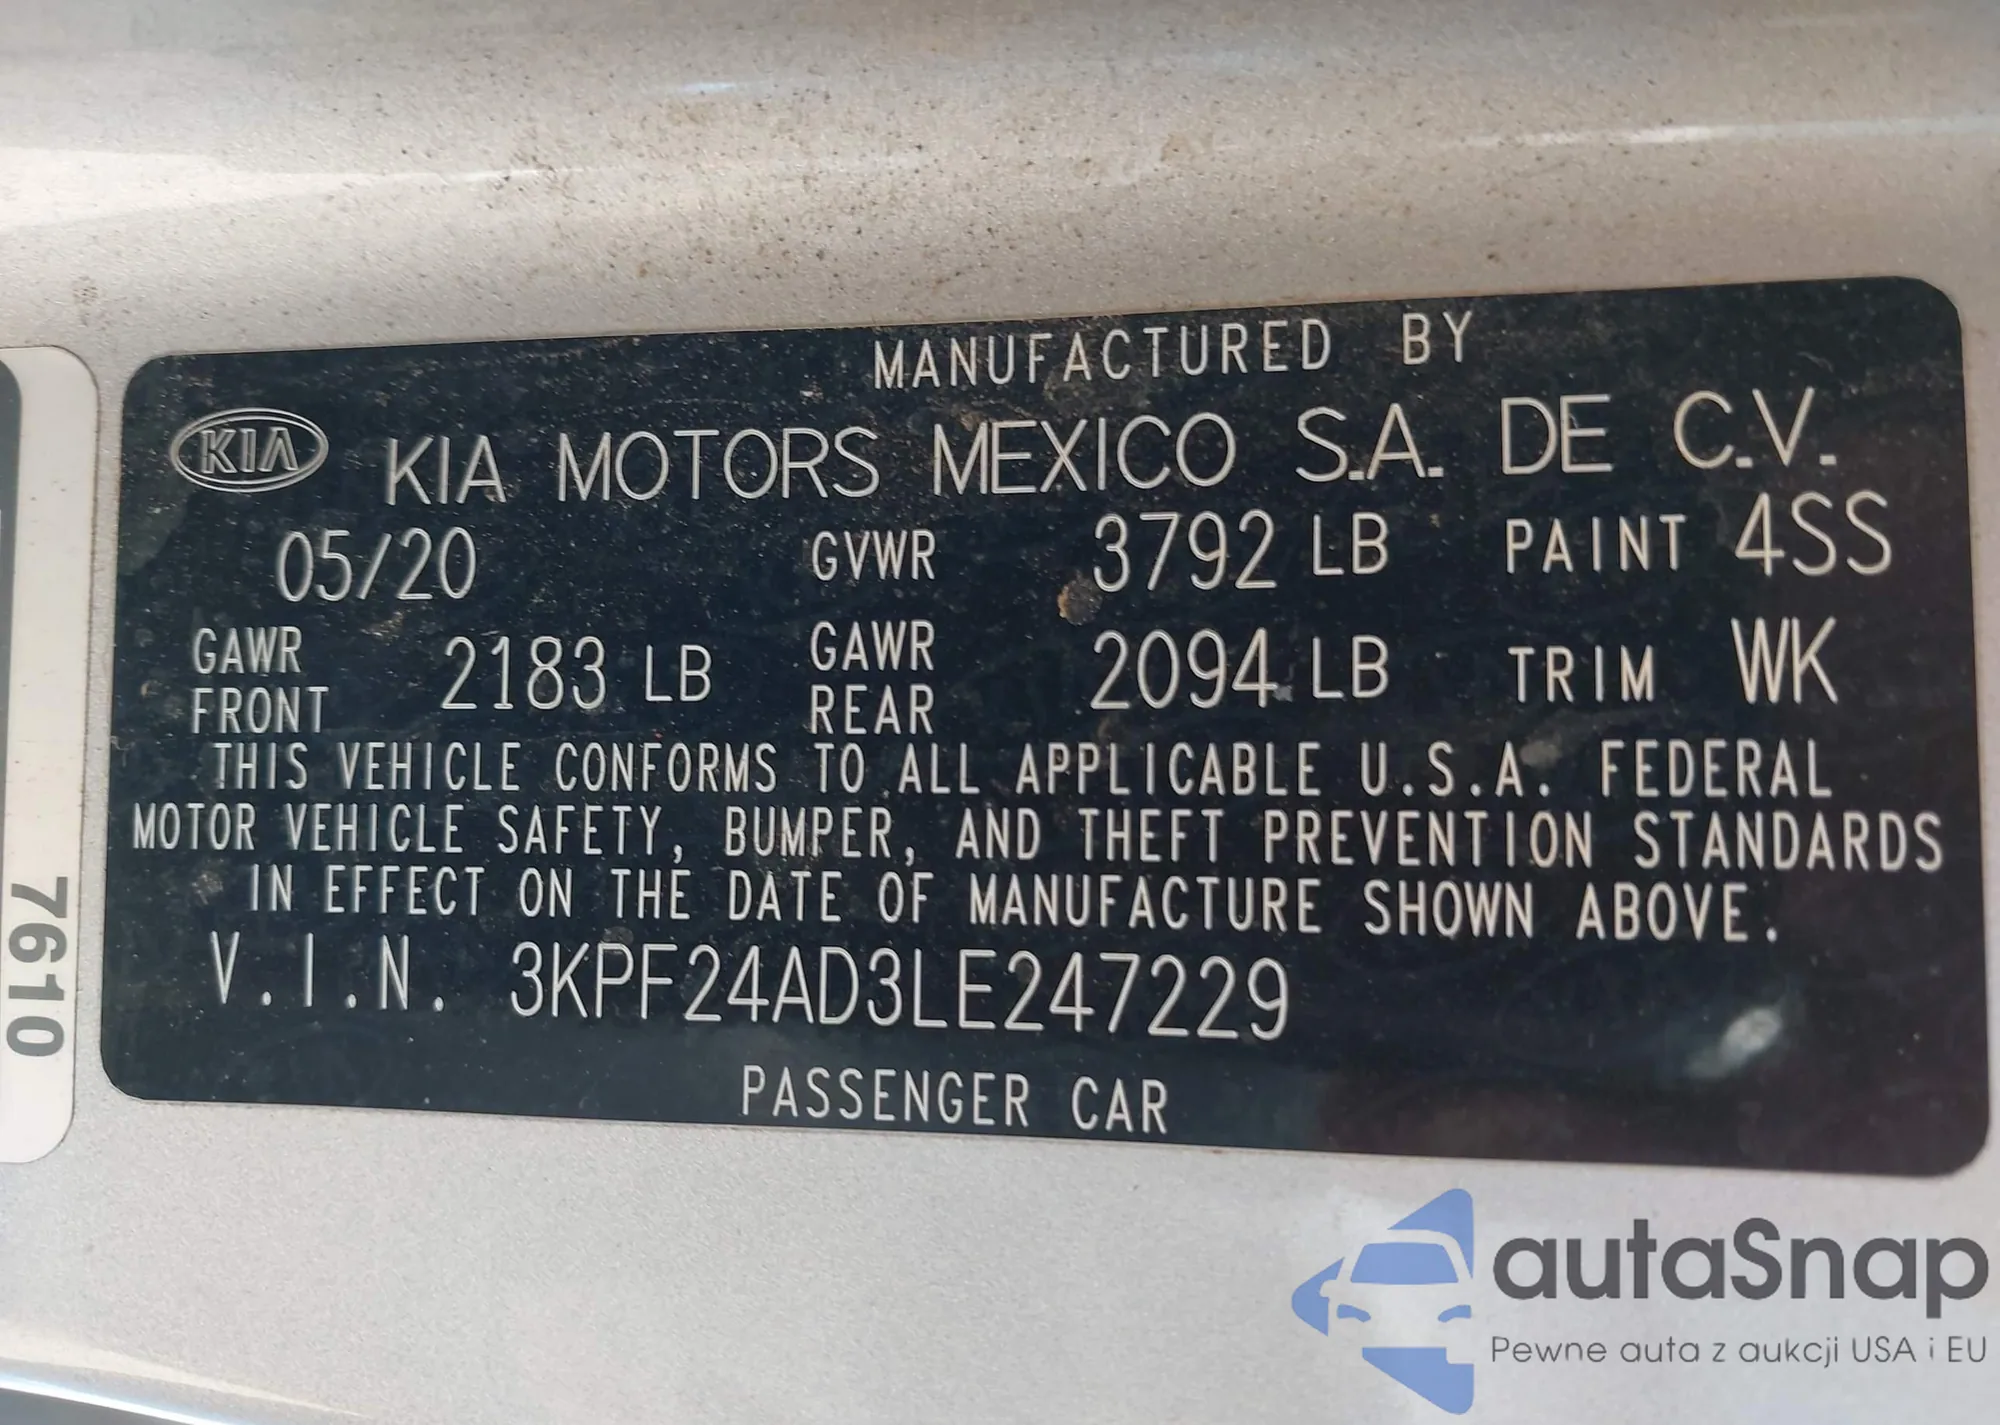 MANUFACTURED BY
KIA KIA MOTORS MEXICO S.A. DE C.V.
05/20 GVWR 3792 LB PAINT 4SS
GAWR FRONT 2183 LB GAWR REAR 2094 LB TRIM WK
THIS VEHICLE CONFORMS TO ALL APPLICABLE U.S.A. FEDERAL
MOTOR VEHICLE SAFETY, BUMPER, AND THEFT PREVENTION STANDARDS
IN EFFECT ON THE DATE OF MANUFACTURE SHOWN ABOVE.
V.I.N. 3KPF24AD3LE247229
PASSENGER CAR
7610
autaSnap
Pewne auta z aukcji USA i EU